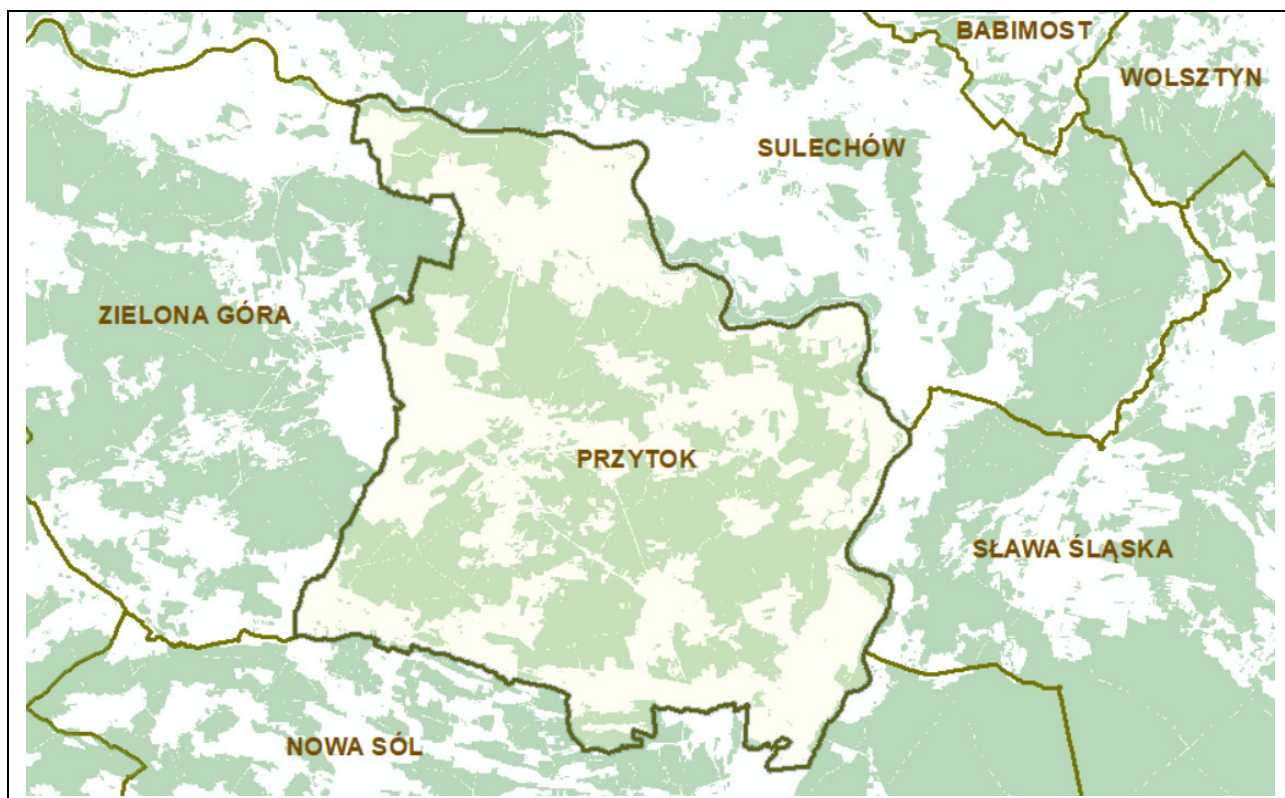 BABIMOST
WOLSZTYN
SULECHÓW
ZIELONA GÓRA
PRZYTOK
SŁAWA ŚLĄSKA
NOWA SÓL